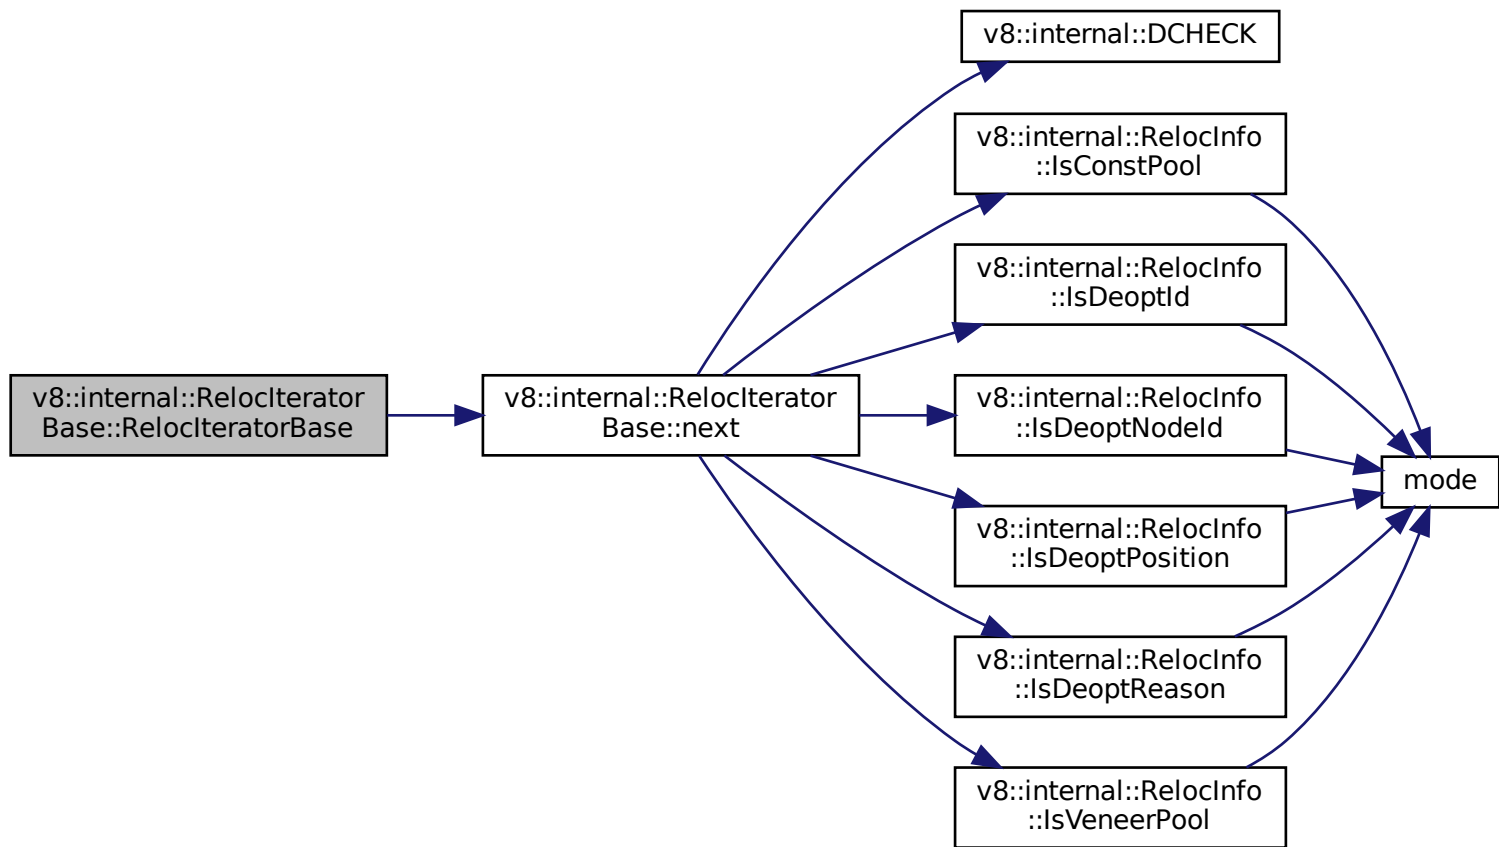 v8::internal::RelocIterator
Base::RelocIteratorBase
v8::internal::RelocIterator
Base::next
v8::internal::DCHECK
v8::internal::RelocInfo
::IsConstPool
v8::internal::RelocInfo
::IsDeoptId
v8::internal::RelocInfo
::IsDeoptNodeId
v8::internal::RelocInfo
::IsDeoptPosition
v8::internal::RelocInfo
::IsDeoptReason
v8::internal::RelocInfo
::IsVeneerPool
mode